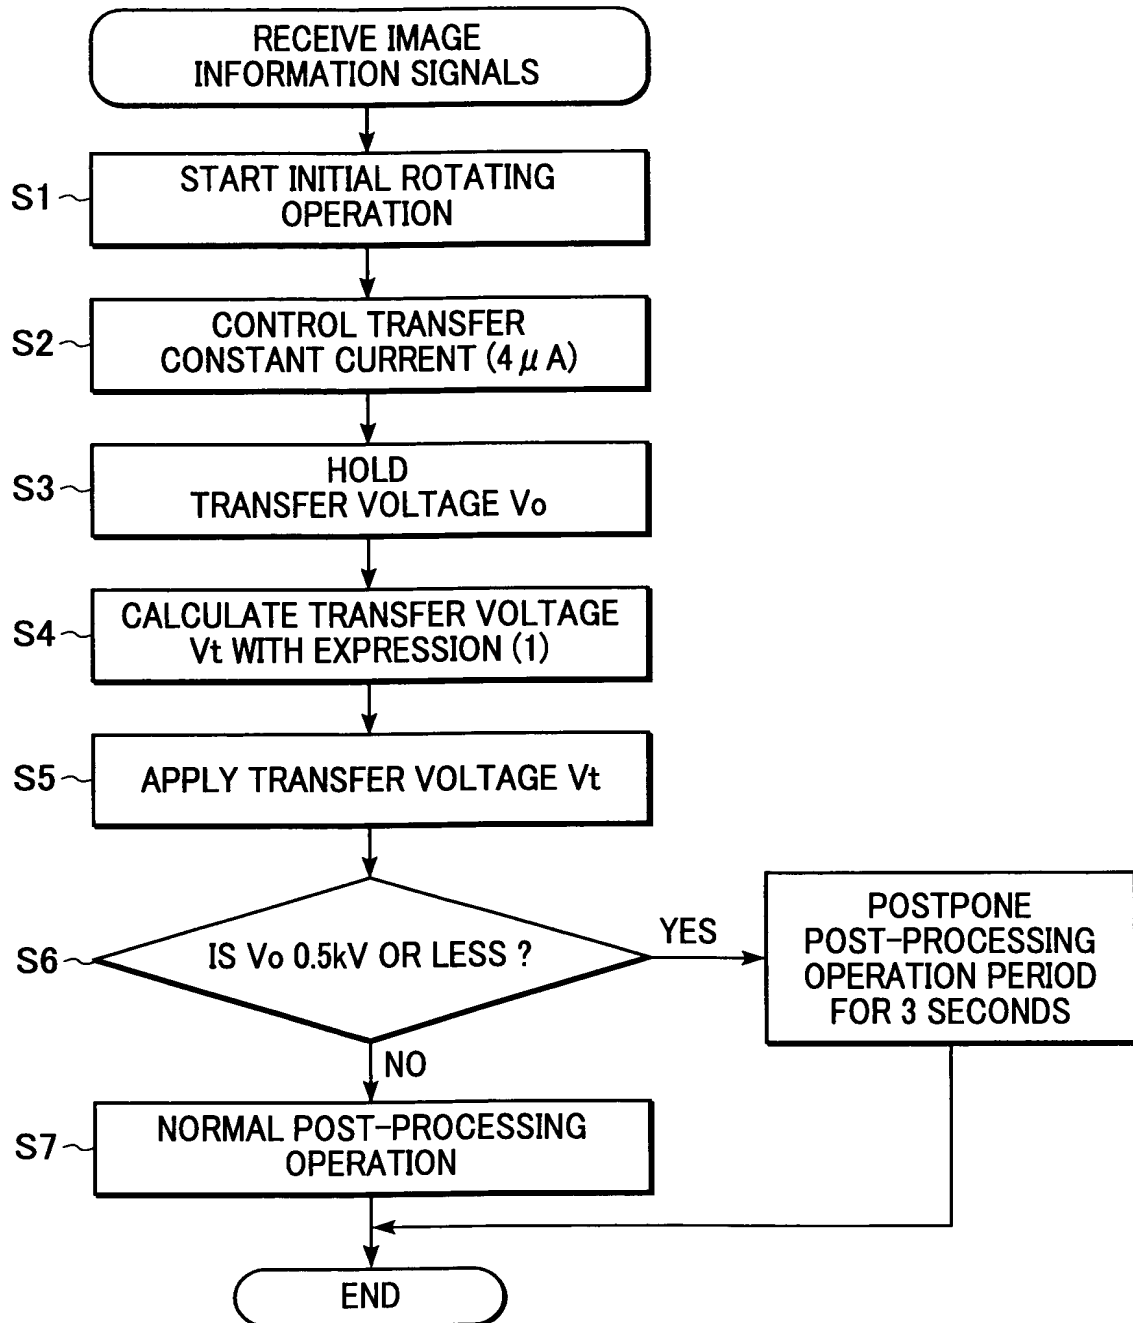 RECEIVE IMAGE
INFORMATION SIGNALS
S1
START INITIAL ROTATING
OPERATION
S2
CONTROL TRANSFER
CONSTANT CURRENT (4 μ A)
S3
HOLD
TRANSFER VOLTAGE Vo
S4
CALCULATE TRANSFER VOLTAGE
Vt WITH EXPRESSION (1)
S5
APPLY TRANSFER VOLTAGE Vt
S6
IS Vo 0.5kV OR LESS ?
YES
POSTPONE
POST-PROCESSING
OPERATION PERIOD
FOR 3 SECONDS
NO
S7
NORMAL POST-PROCESSING
OPERATION
END